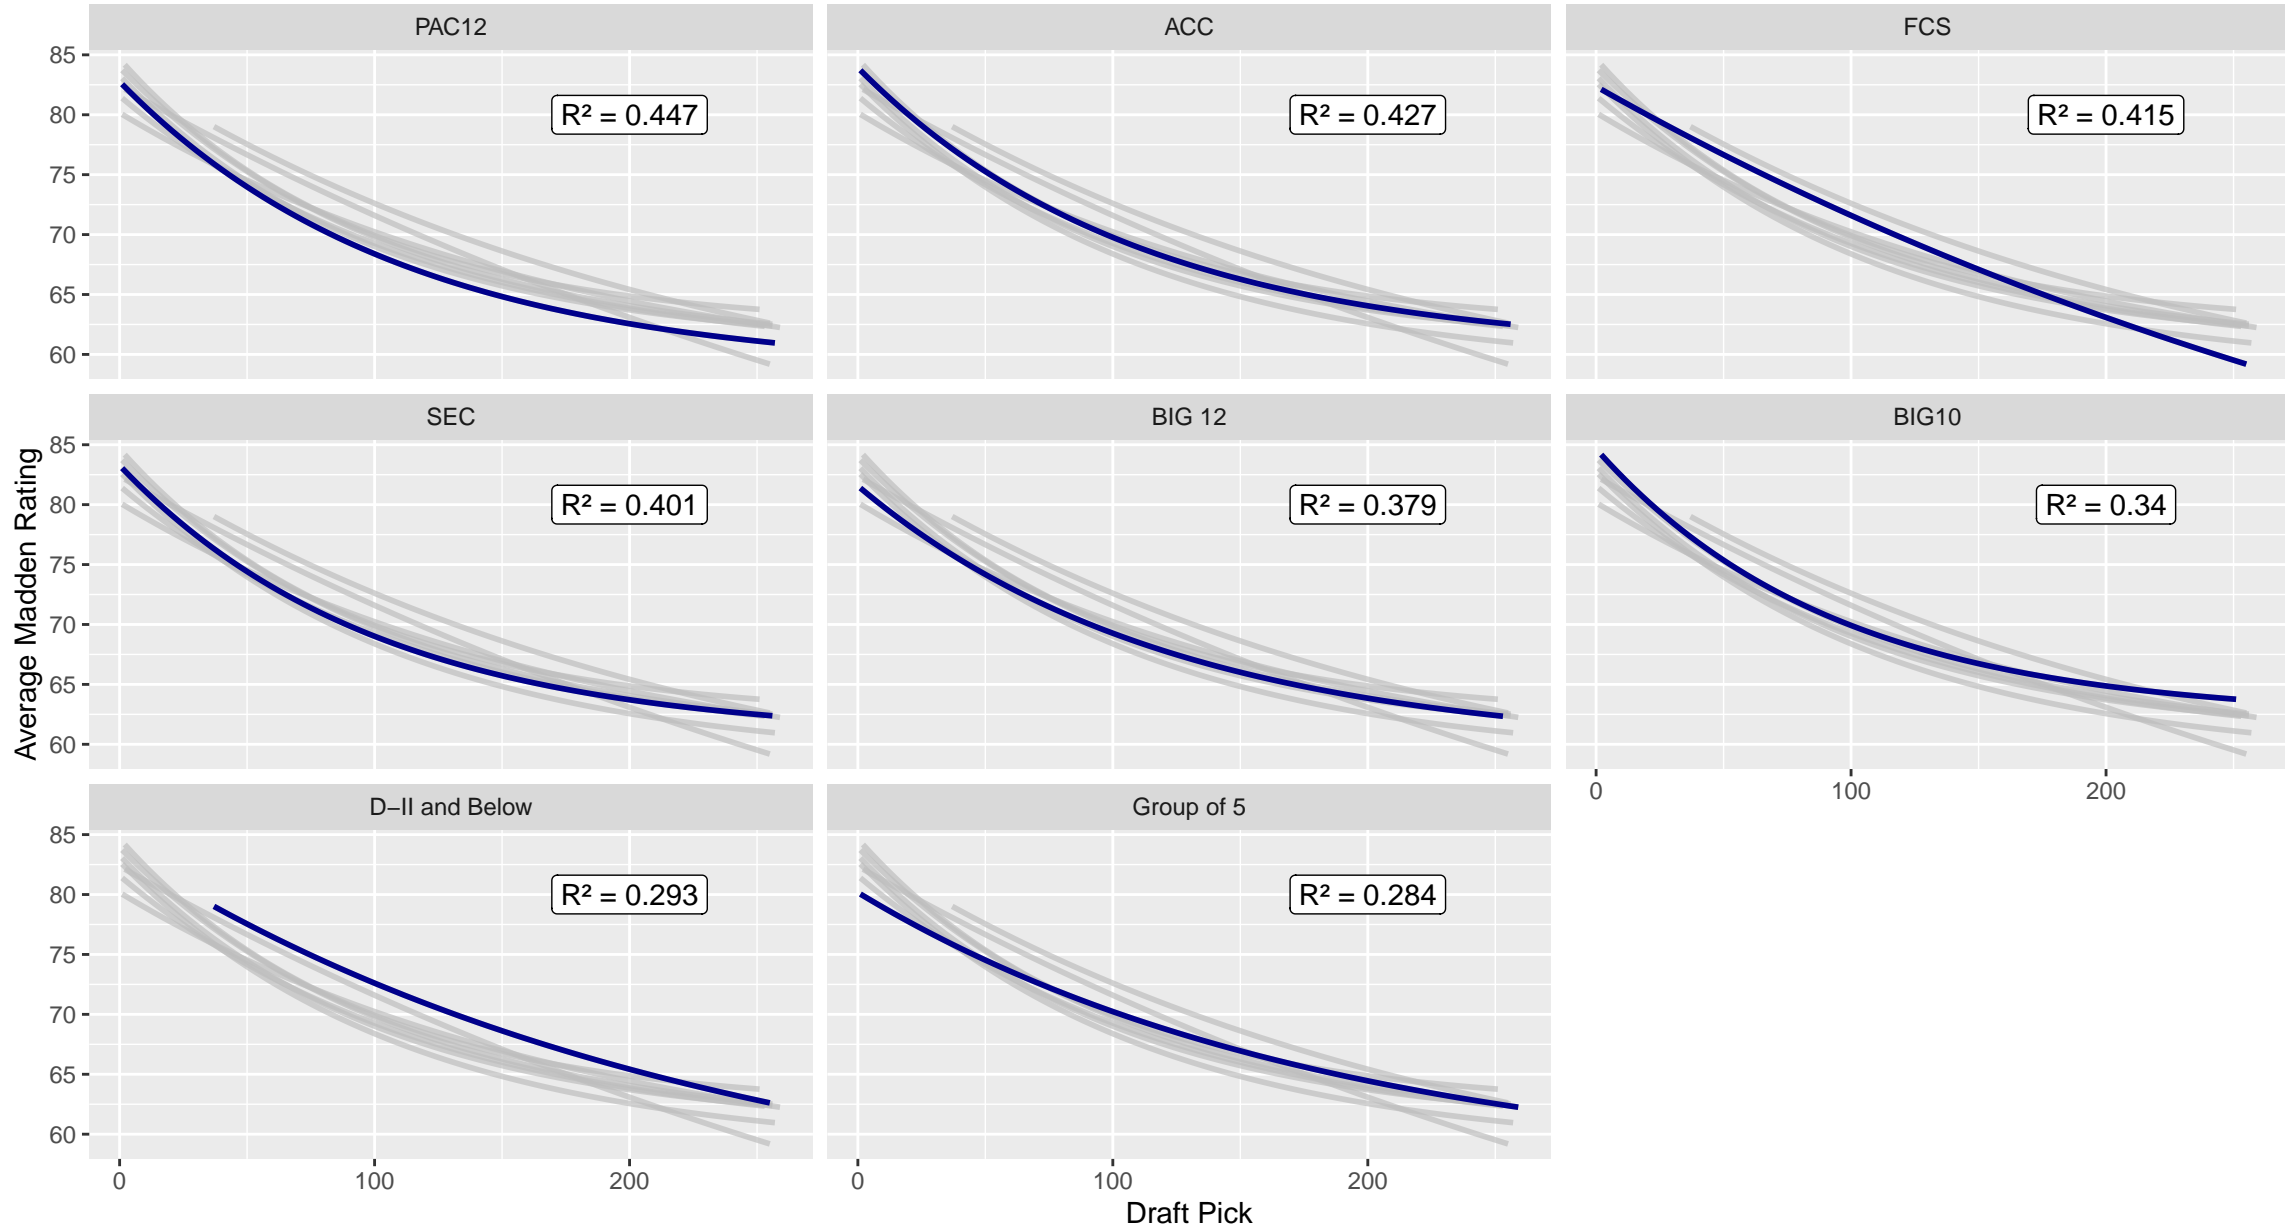 PAC12
ACC
FCS
85
80
75
70
65
60
R² = 0.447
R² = 0.427
R² = 0.415
SEC
BIG 12
BIG10
85
80
75
70
65
60
R² = 0.401
R² = 0.379
R² = 0.34
0
100
200
D−II and Below
Group of 5
85
80
75
70
65
60
R² = 0.293
R² = 0.284
0
100
200
0
100
200
Average Madden Rating
Draft Pick